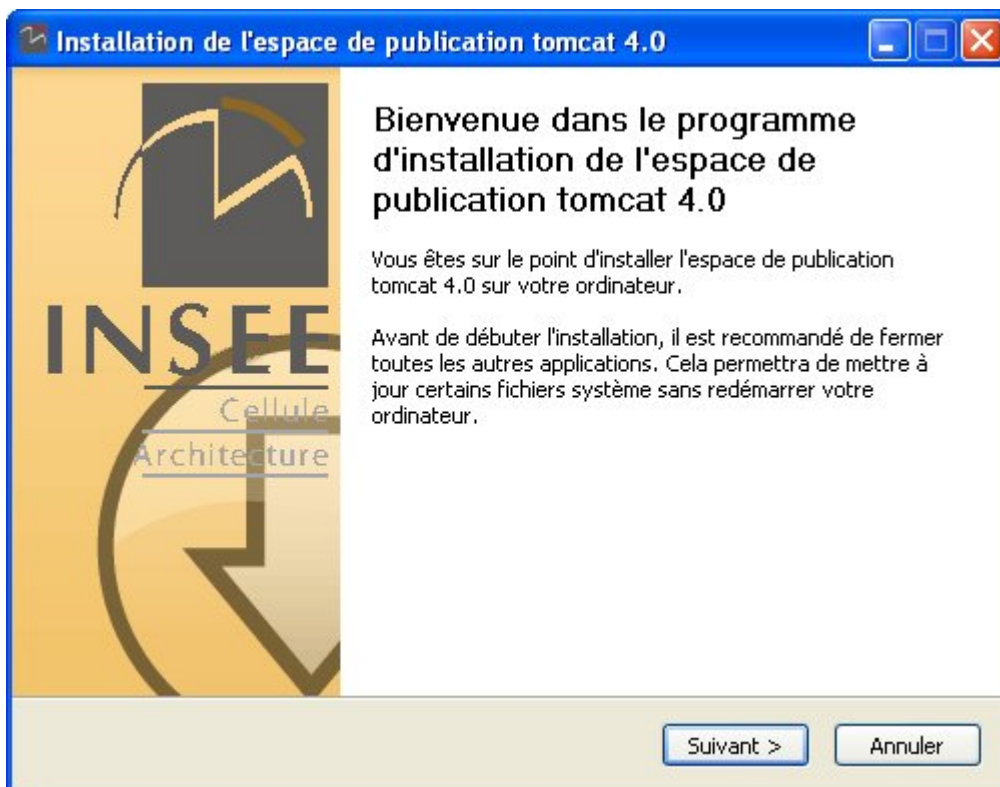 Installation de l'espace de publication tomcat 4.0
Bienvenue dans le programme
d'installation de l'espace de
publication tomcat 4.0
Vous êtes sur le point d'installer l'espace de publication
tomcat 4.0 sur votre ordinateur.
Avant de débuter l'installation, il est recommandé de fermer
toutes les autres applications. Cela permettra de mettre à
jour certains fichiers système sans redémarrer votre
ordinateur.
INSEE
Cellule
Architecture
Suivant >
Annuler